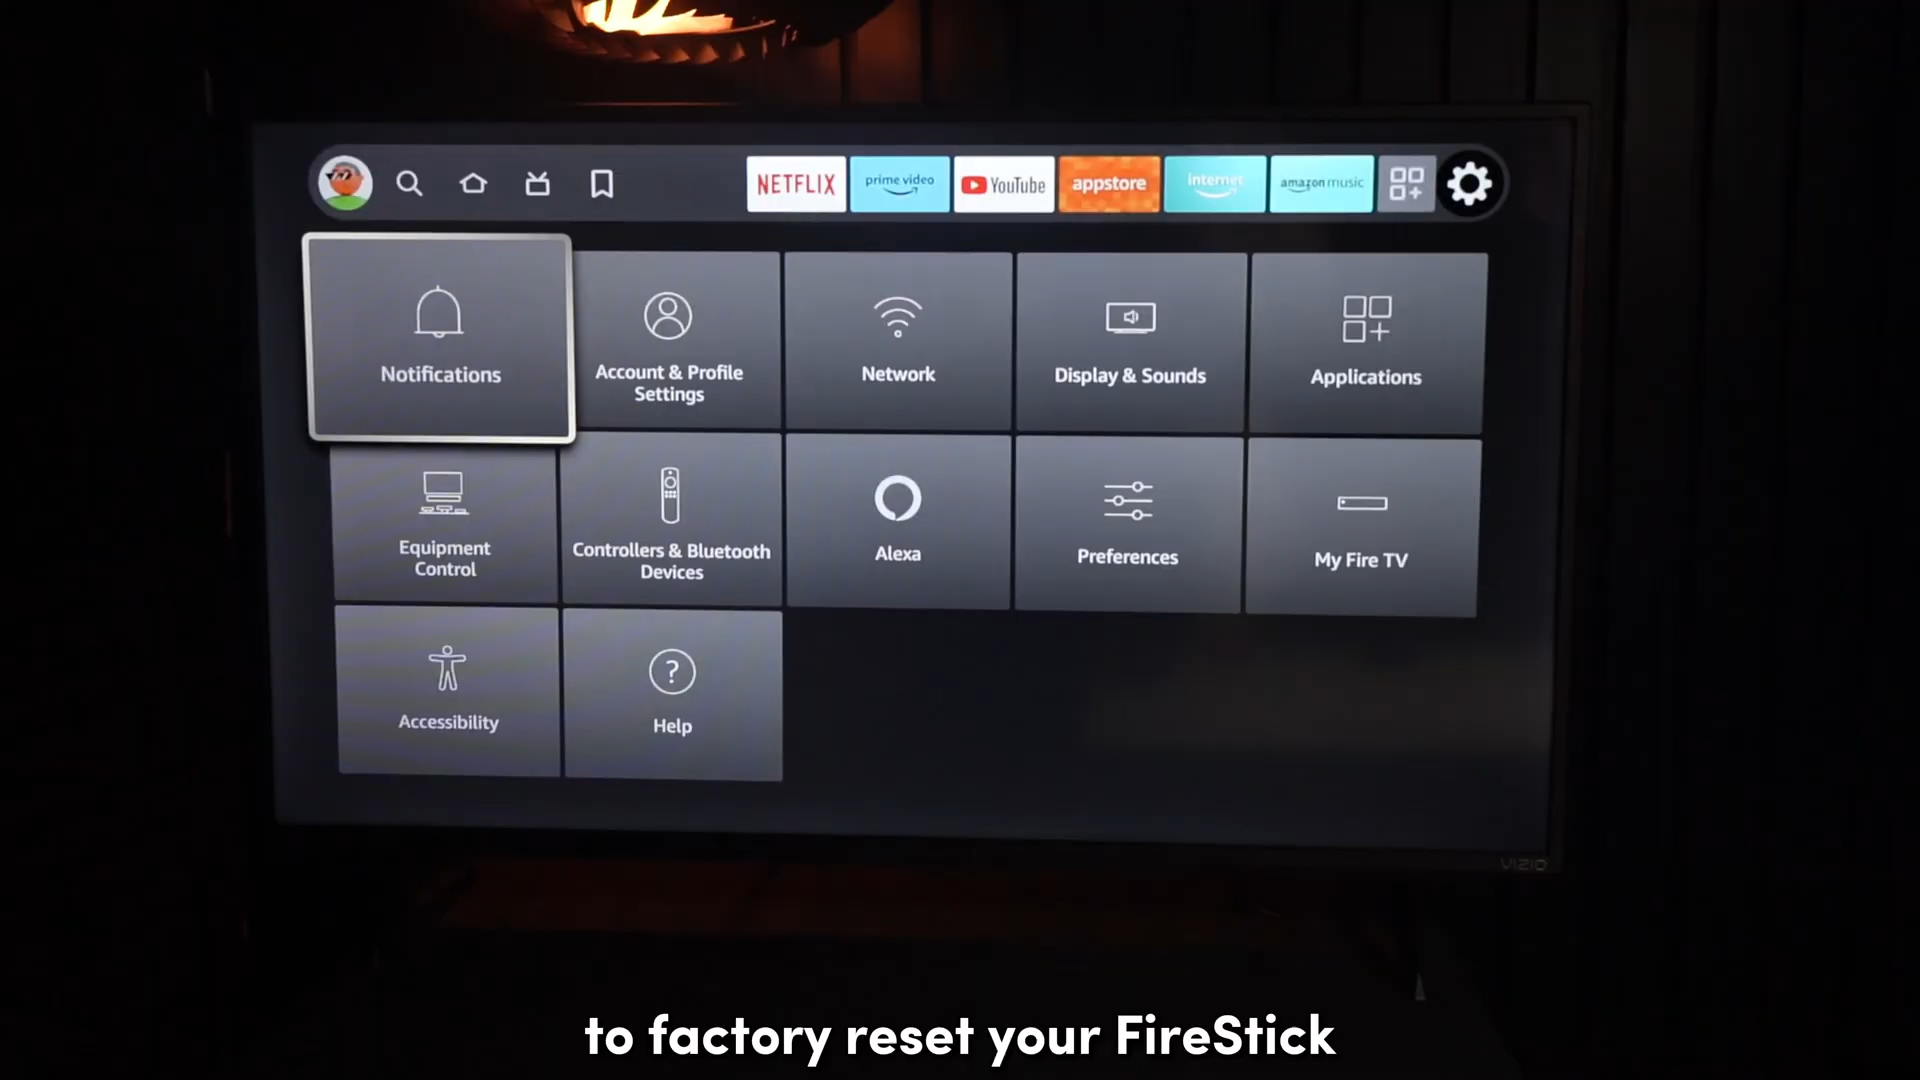 NETFLIX
prime video
YouTube
appstore
internet
amazon music
Notifications
Account & Profile
Settings
Network
Display & Sounds
Applications
Equipment
Control
Controllers & Bluetooth
Devices
Alexa
Preferences
My Fire TV
Accessibility
?
Help
VIZIO
to factory reset your FireStick